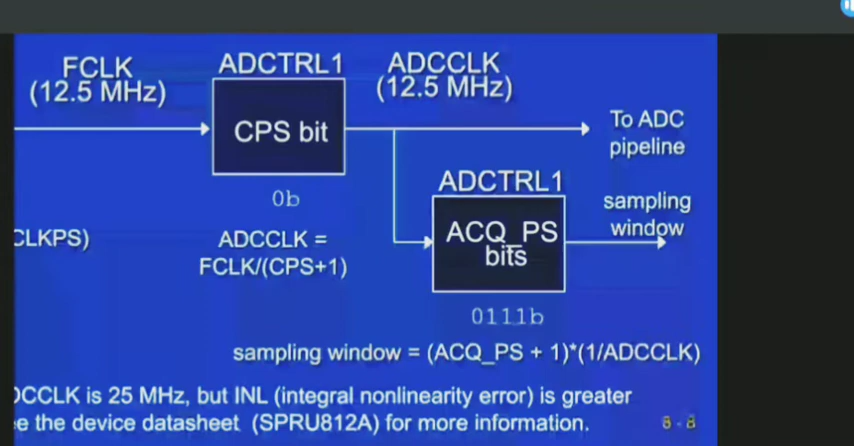 FCLK
(12.5 MHz)
ADCTRL1
CPS bit
0b
ADCCLK
(12.5 MHz)
To ADC
pipeline
ADCTRL1
ACQ_PS
bits
0111b
sampling
window
CLKPS)
ADCCLK =
FCLK/(CPS+1)
sampling window = (ACQ_PS + 1)*(1/ADCCLK)
DCCLK is 25 MHz, but INL (integral nonlinearity error) is greater
e the device datasheet (SPRU812A) for more information.
8 - 8